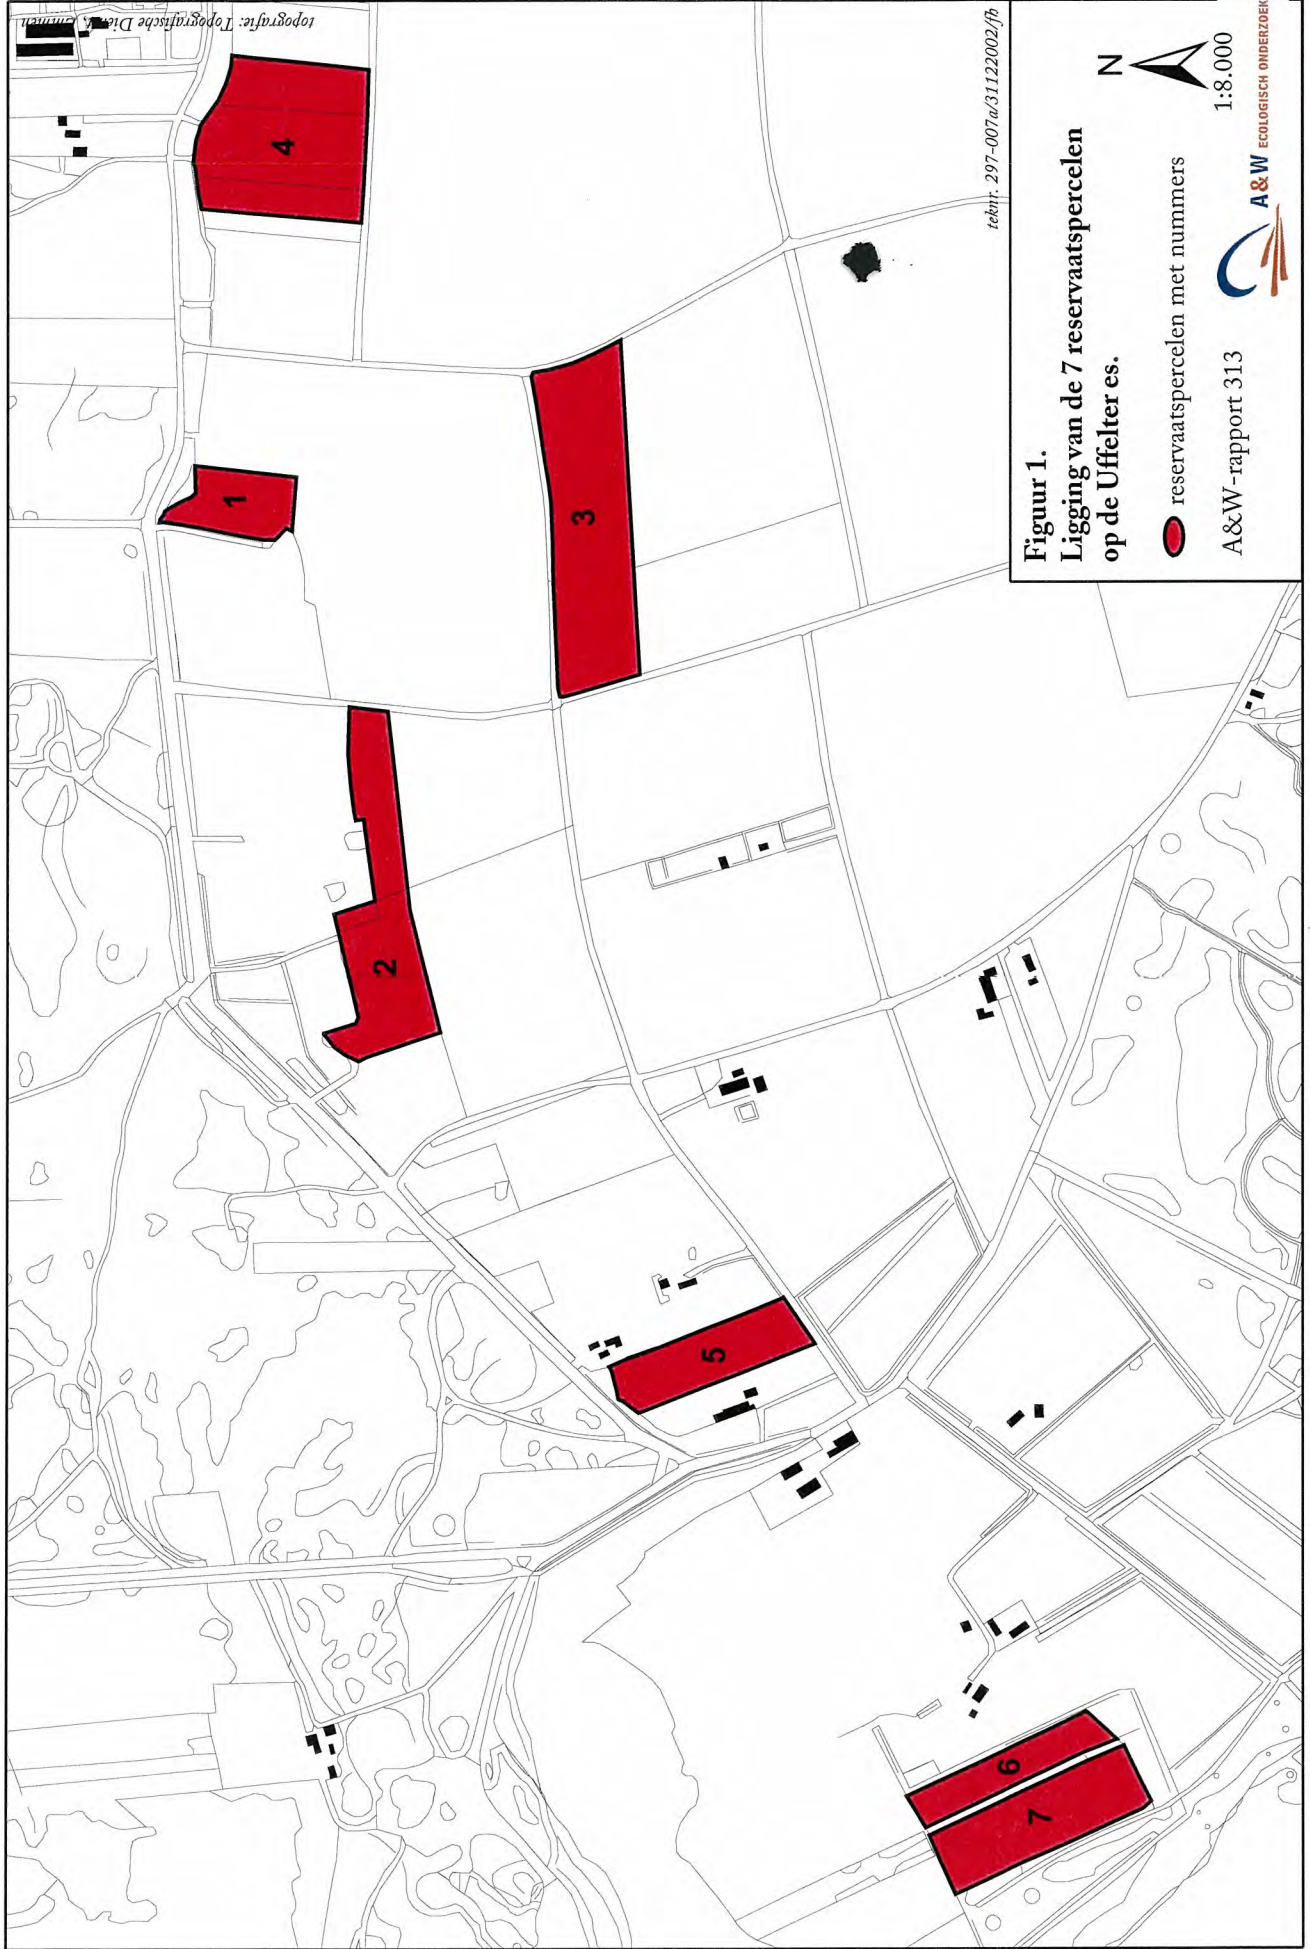 topografie: Topografische Dienst, Emmen
4
1
3
2
5
6
7
teknr. 297-007a/31122002/fb
Figuur 1.
Ligging van de 7 reservaatspercelen
op de Uffelter es.
reservaatspercelen met nummers
N
1:8.000
A&W-rapport 313
A&W ECOLOGISCH ONDERZOEK